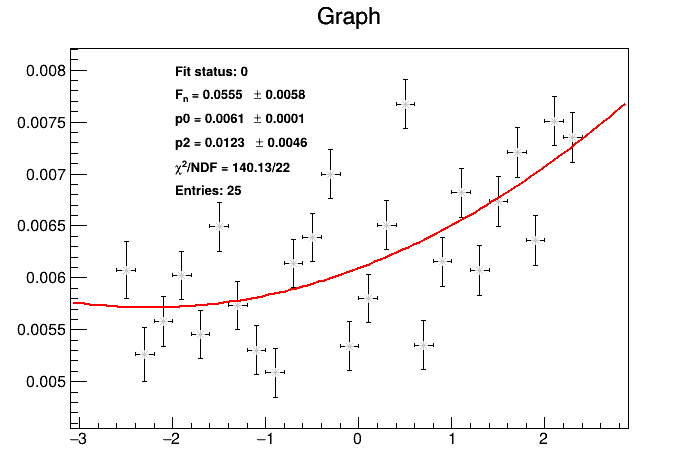 Graph
0.008
0.0075
0.007
0.0065
0.006
0.0055
0.005
Fit status: 0
Fn = 0.0555 ± 0.0058
p0 = 0.0061 ± 0.0001
p2 = 0.0123 ± 0.0046
χ²/NDF = 140.13/22
Entries: 25
−3 −2 −1 0 1 2